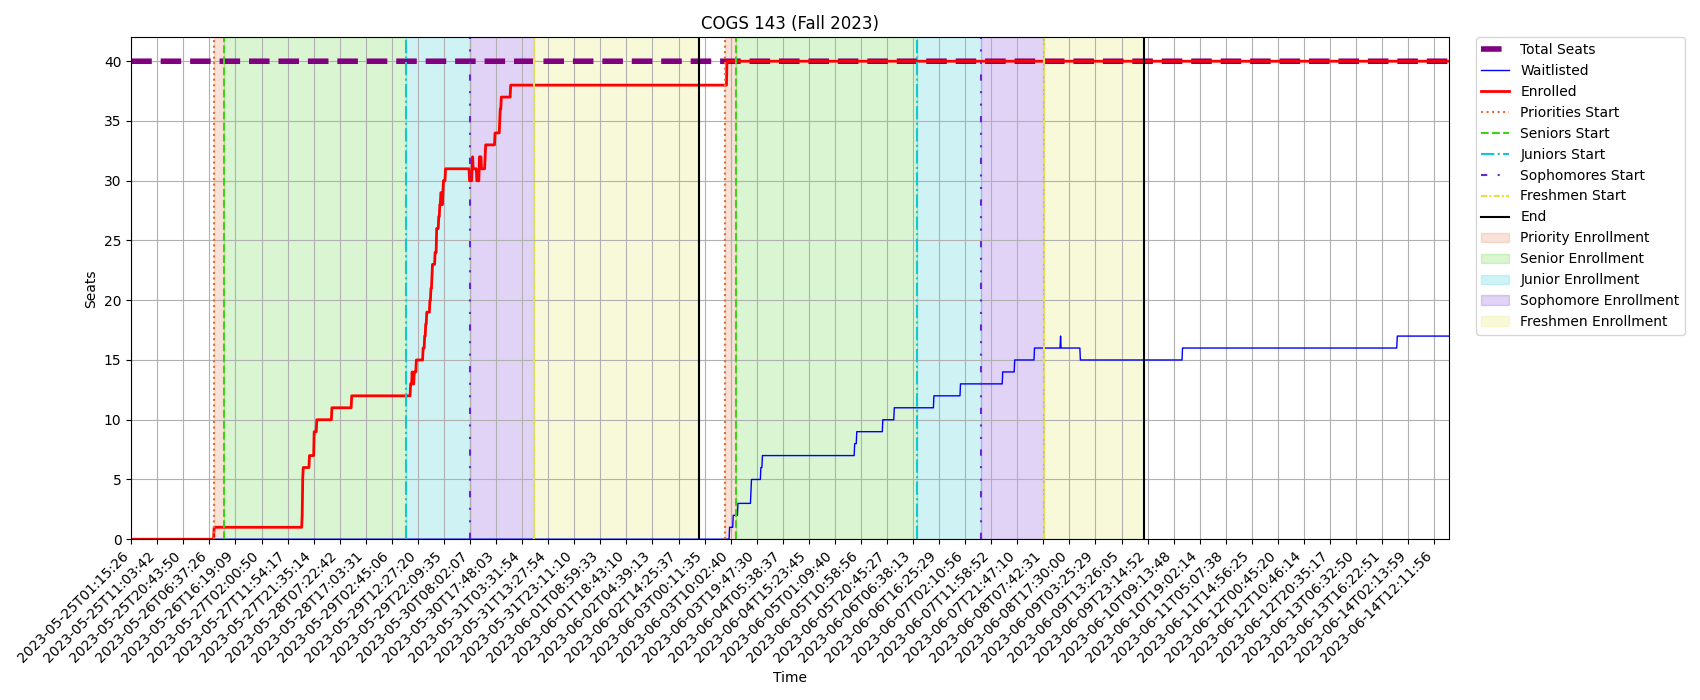 COGS 143 (Fall 2023)
Seats
40
35
30
25
20
15
10
5
0
2023-05-25T01:15:26
2023-05-25T11:03:42
2023-05-25T20:43:50
2023-05-26T06:37:26
2023-05-26T16:19:09
2023-05-27T02:00:50
2023-05-27T11:54:17
2023-05-27T21:35:14
2023-05-28T07:22:42
2023-05-28T17:03:31
2023-05-29T02:45:06
2023-05-29T12:27:20
2023-05-29T22:09:35
2023-05-30T08:02:07
2023-05-30T17:48:03
2023-05-31T03:31:54
2023-05-31T13:27:54
2023-05-31T23:11:10
2023-06-01T08:59:33
2023-06-01T18:43:10
2023-06-02T04:39:13
2023-06-02T14:25:37
2023-06-03T00:11:35
2023-06-03T10:02:40
2023-06-03T19:47:30
2023-06-04T05:38:37
2023-06-04T15:23:45
2023-06-05T01:09:40
2023-06-05T10:58:56
2023-06-05T20:45:27
2023-06-06T06:38:13
2023-06-06T16:25:29
2023-06-07T02:10:56
2023-06-07T11:58:52
2023-06-07T21:47:10
2023-06-08T07:42:31
2023-06-08T17:30:00
2023-06-09T03:25:29
2023-06-09T13:26:05
2023-06-09T23:14:52
2023-06-10T09:13:48
2023-06-10T19:02:14
2023-06-11T05:07:38
2023-06-11T14:56:25
2023-06-12T00:45:20
2023-06-12T10:46:14
2023-06-12T20:35:17
2023-06-13T06:32:50
2023-06-13T16:22:51
2023-06-14T02:13:59
2023-06-14T12:11:56
Time
Total Seats
Waitlisted
Enrolled
Priorities Start
Seniors Start
Juniors Start
Sophomores Start
Freshmen Start
End
Priority Enrollment
Senior Enrollment
Junior Enrollment
Sophomore Enrollment
Freshmen Enrollment